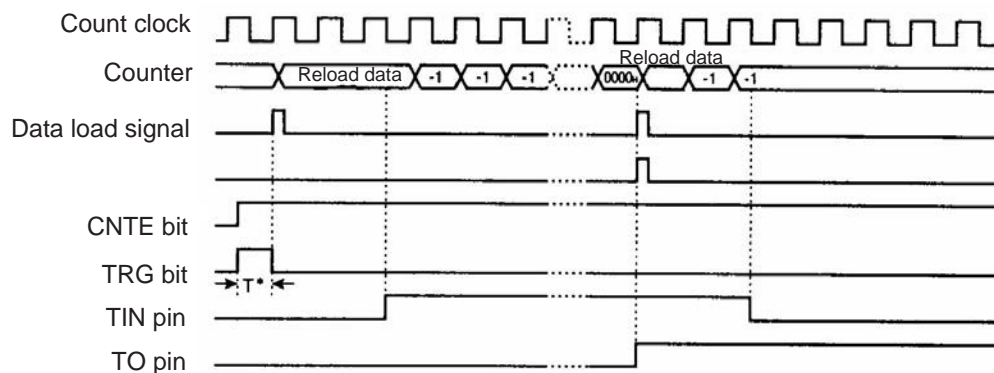 Count clock
Counter
Reload data -1 -1 -1 0000H Reload data -1 -1
Data load signal
CNTE bit
TRG bit
T*
TIN pin
TO pin